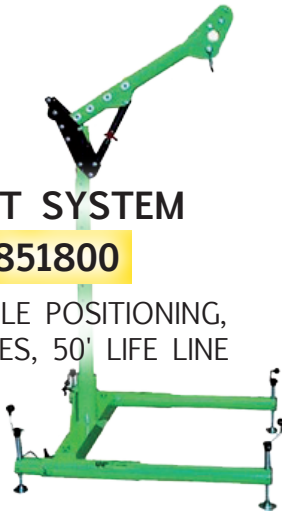 T SYSTEM
851800
LE POSITIONING,
ES, 50' LIFE LINE